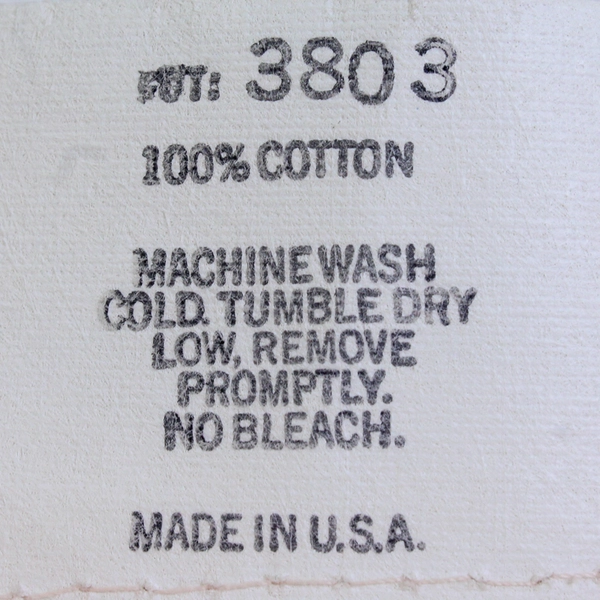 3803
100% COTTON
MACHINE WASH
COLD. TUMBLE DRY
LOW, REMOVE
PROMPTLY.
NO BLEACH.
MADE IN U.S.A.